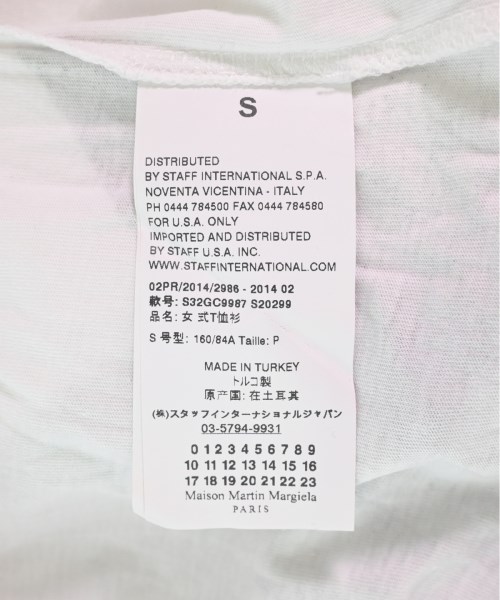 S
DISTRIBUTED
BY STAFF INTERNATIONAL S.P.A.
NOVENTA VICENTINA - ITALY
PH 0444 784500 FAX 0444 784580
FOR U.S.A. ONLY
IMPORTED AND DISTRIBUTED
BY STAFF U.S.A. INC.
WWW.STAFFINTERNATIONAL.COM
02PR/2014/2986 - 2014 02
款号: S32GC9987 S20299
品名: 女 式T恤衫
S 号型: 160/84A Taille: P
MADE IN TURKEY
トルコ製
原产国: 在土耳其
(株)スタッフインターナショナルジャパン
03-5794-9931
0 1 2 3 4 5 6 7 8 9
10 11 12 13 14 15 16
17 18 19 20 21 22 23
Maison Martin Margiela
PARIS